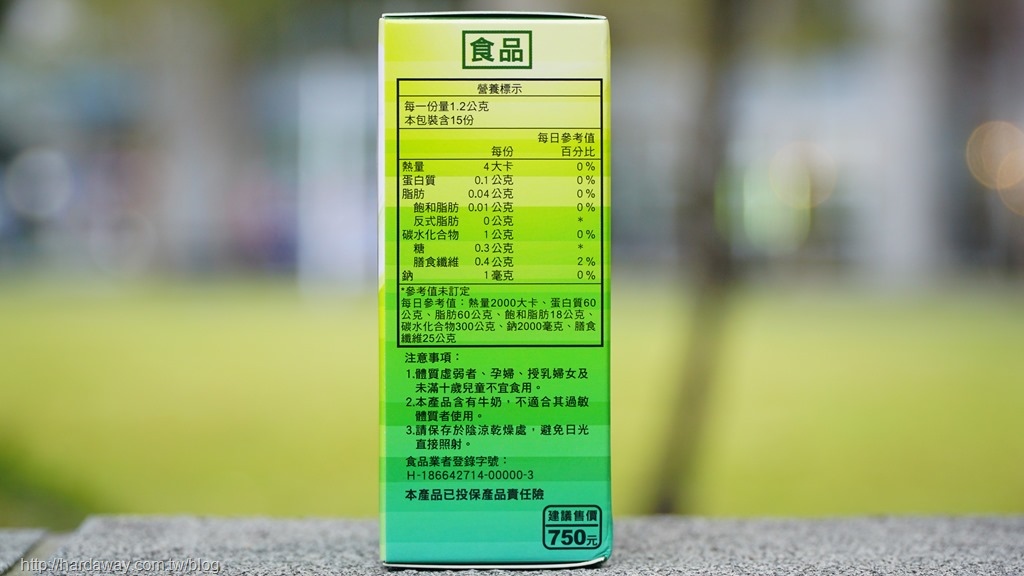 食品
營養標示
每一份量1.2公克
本包裝含15份
每日參考值
每份 百分比
熱量 4大卡 0%
蛋白質 0.1公克 0%
脂肪 0.04公克 0%
飽和脂肪 0.01公克 0%
反式脂肪 0公克 *
碳水化合物 1公克 0%
糖 0.3公克 *
膳食纖維 0.4公克 2%
鈉 1毫克 0%
*參考值未訂定
每日參考值：熱量2000大卡、蛋白質60
公克、脂肪60公克、飽和脂肪18公克、
碳水化合物300公克、鈉2000毫克、膳食
纖維25公克
注意事項：
1.體質虛弱者、孕婦、授乳婦女及
未滿十歲兒童不宜食用。
2.本產品含有牛奶，不適合其過敏
體質者使用。
3.請保存於陰涼乾燥處，避免日光
直接照射。
食品業者登錄字號：
H-186642714-00000-3
本產品已投保產品責任險
建議售價
750元
http://hardaway.com.tw/blog